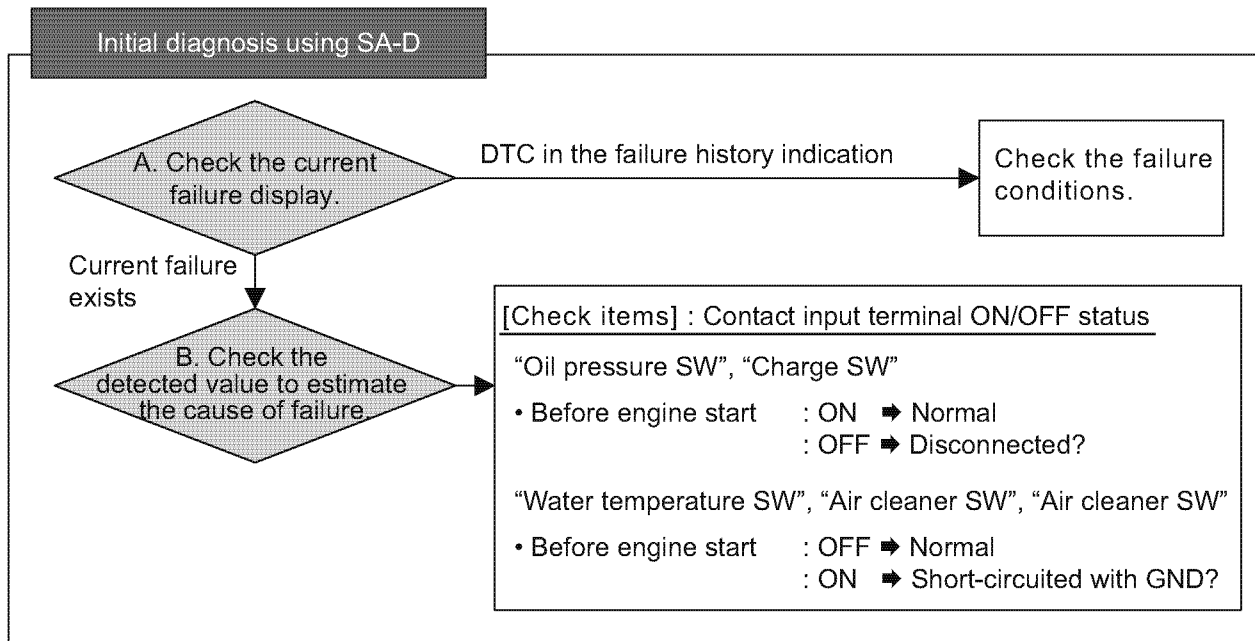 Initial diagnosis using SA-D
A. Check the current
failure display.
DTC in the failure history indication
Check the failure
conditions.
Current failure
exists
B. Check the
detected value to estimate
the cause of failure.
[Check items] : Contact input terminal ON/OFF status
“Oil pressure SW”, “Charge SW”
• Before engine start : ON ➡ Normal
: OFF ➡ Disconnected?
“Water temperature SW”, “Air cleaner SW”, “Air cleaner SW”
• Before engine start : OFF ➡ Normal
: ON ➡ Short-circuited with GND?